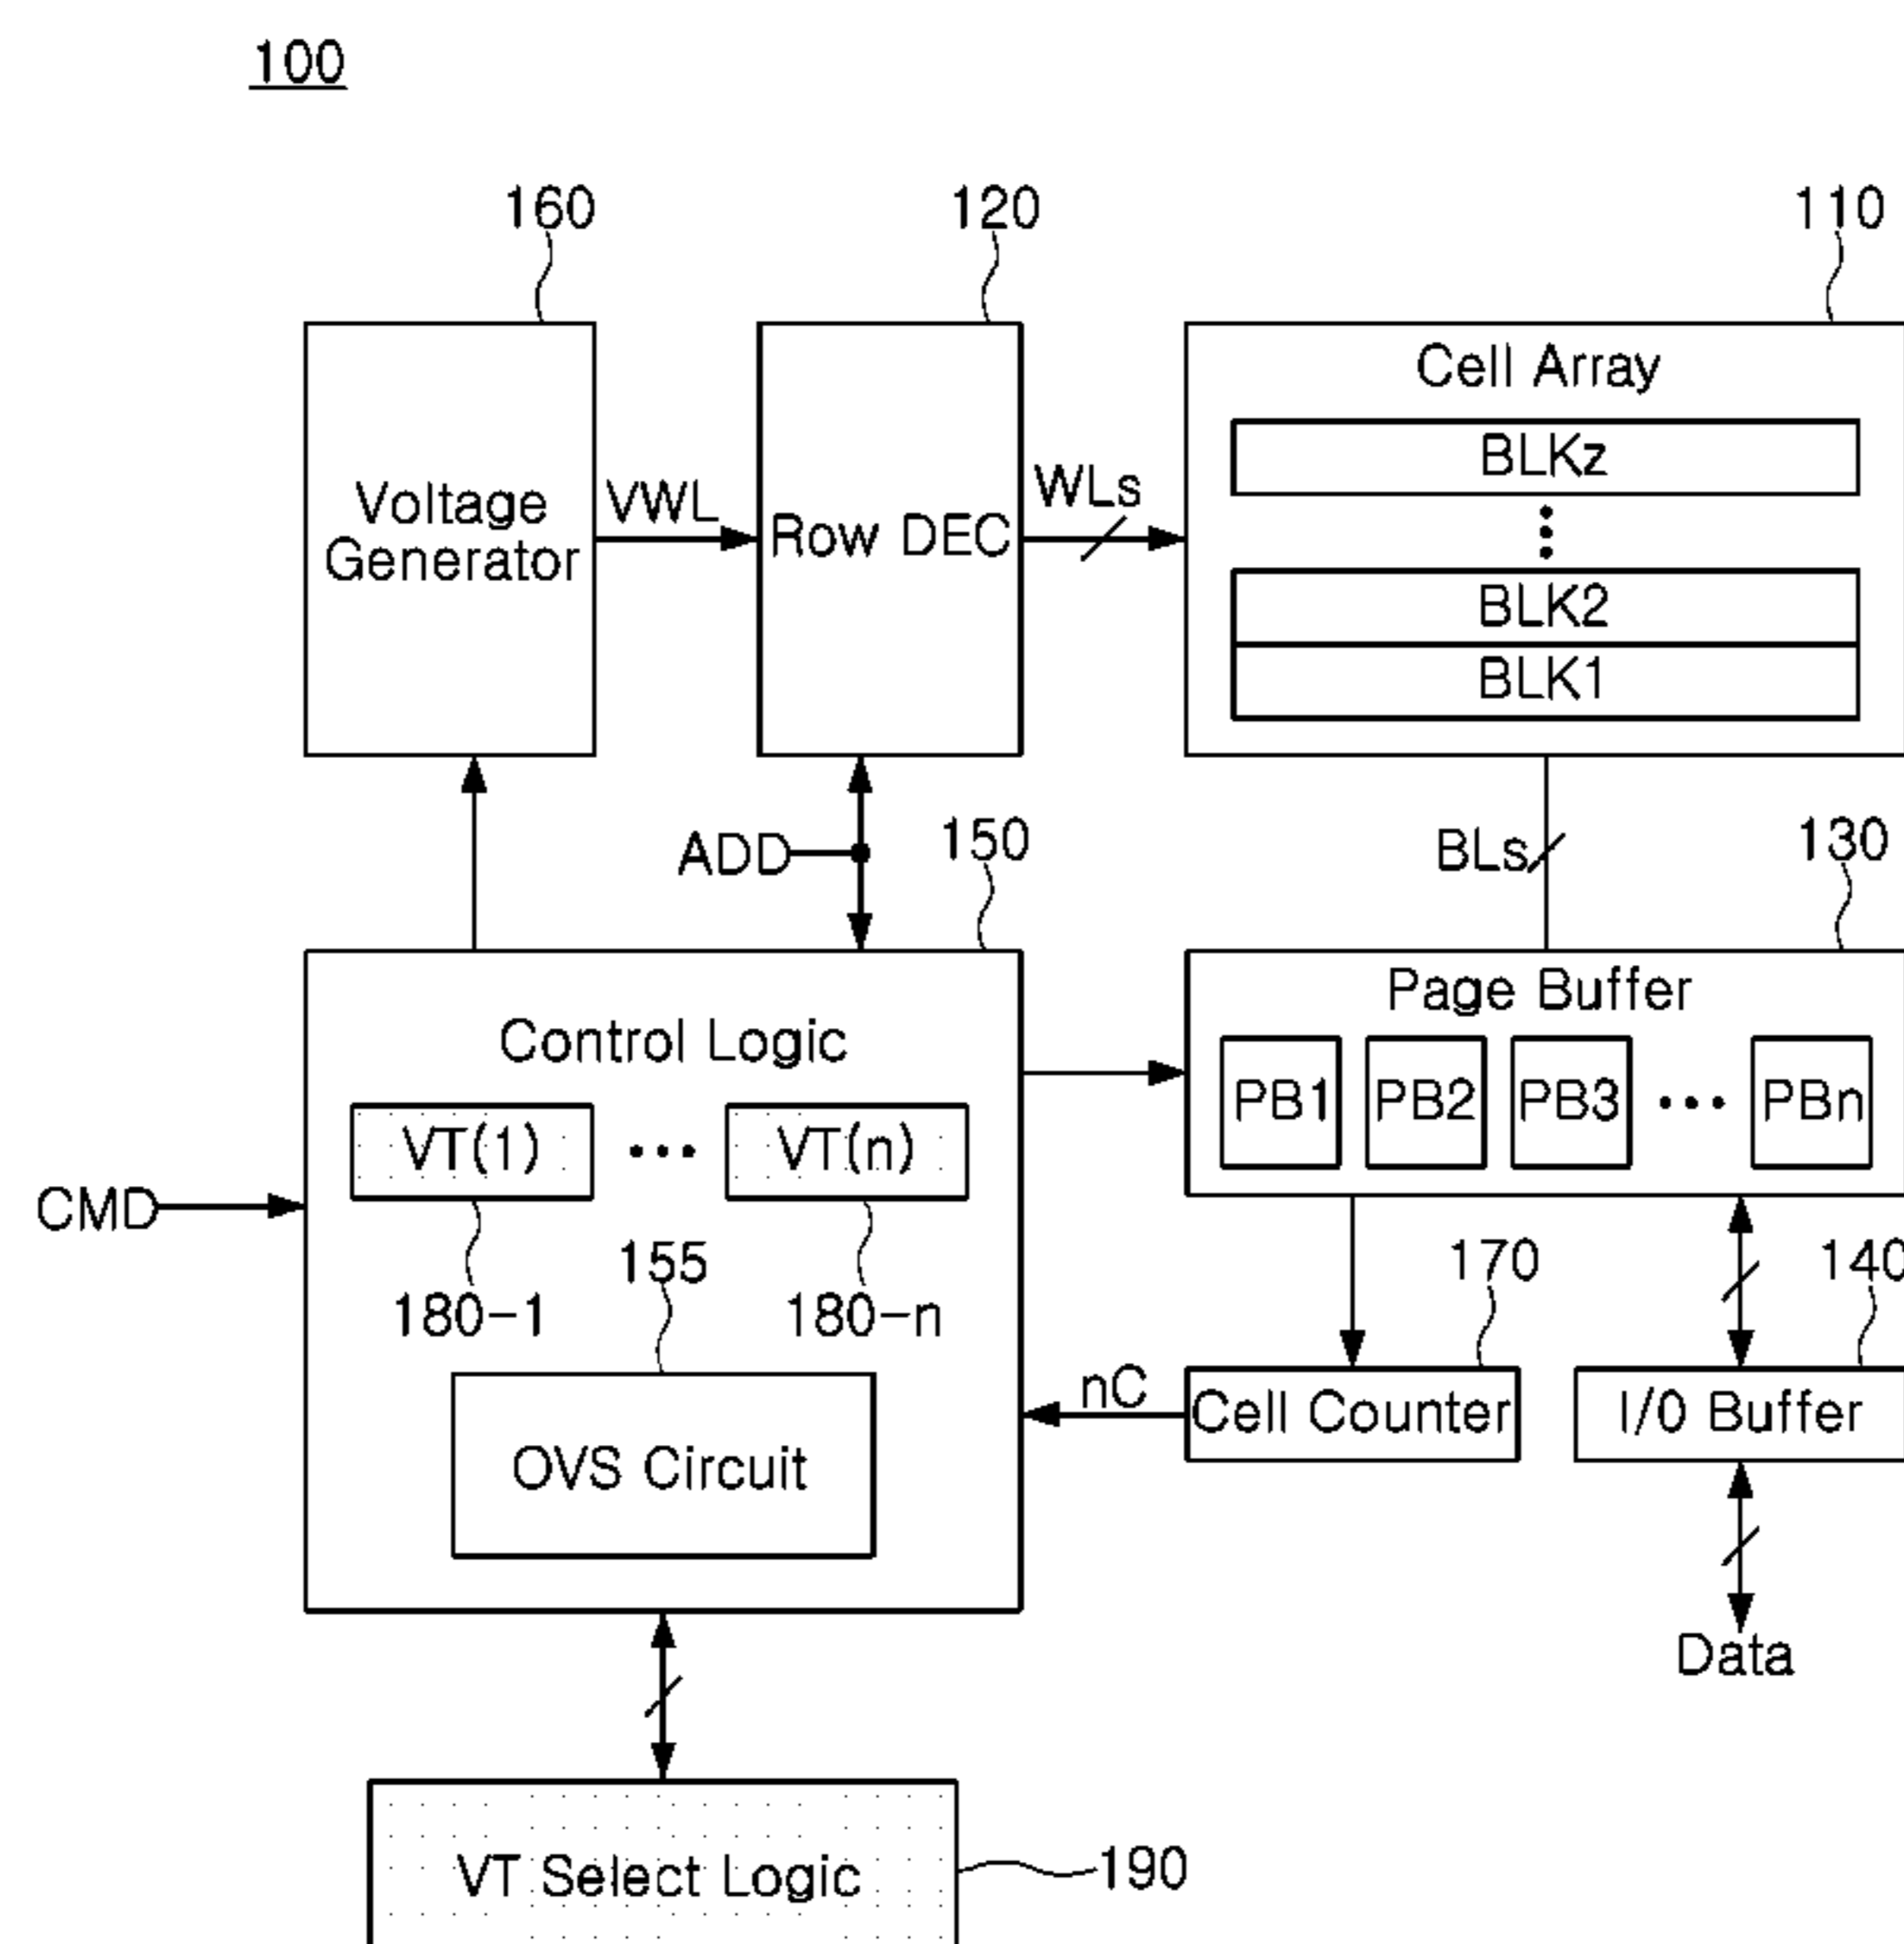 100
160
120
110
Voltage
Generator
VWL
Row DEC
WLs
Cell Array
BLKz
BLK2
BLK1
ADD
150
BLs
130
Control Logic
VT(1)
VT(n)
180-1
180-n
155
OVS Circuit
CMD
Page Buffer
PB1
PB2
PB3
PBn
170
140
nC
Cell Counter
I/0 Buffer
Data
VT Select Logic
190